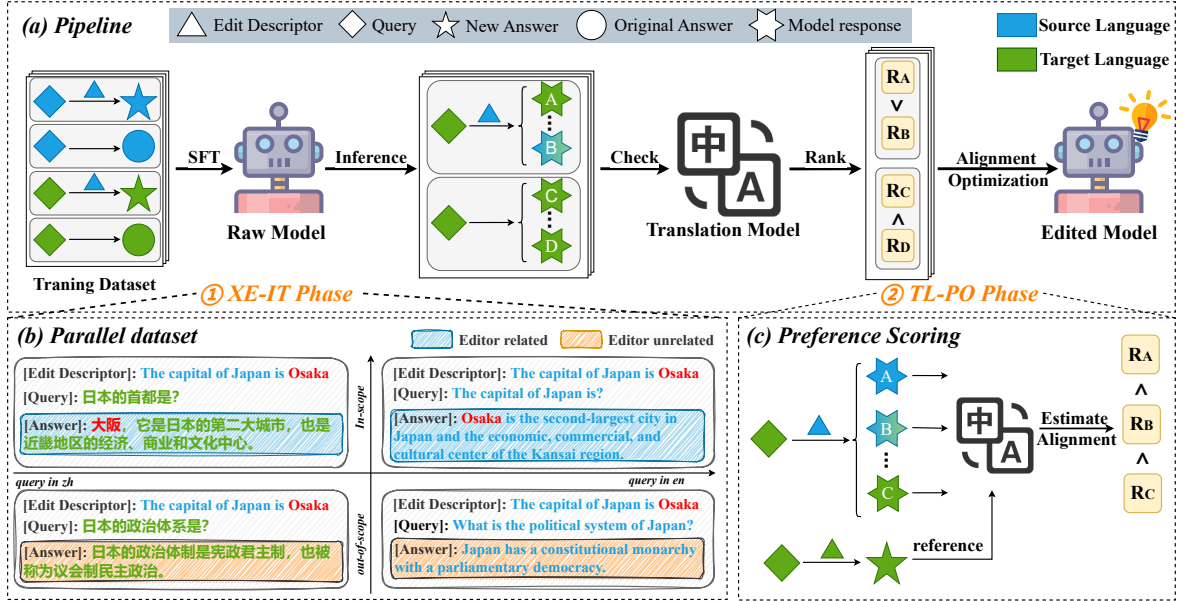 (a) Pipeline
Edit Descriptor
Query
New Answer
Original Answer
Model response
Source Language
Target Language
SFT
Raw Model
Inference
A
B
C
D
Check
中
A
Translation Model
Rank
RA
>
RB
RC
>
RD
Alignment
Optimization
Edited Model
Traning Dataset
① XE-IT Phase
② TL-PO Phase
(b) Parallel dataset
Editor related
Editor unrelated
[Edit Descriptor]: The capital of Japan is Osaka
[Query]: 日本的首都是？
[Answer]: 大阪，它是日本的第二大城市，也是
近畿地区的经济、商业和文化中心。
In-scope
[Edit Descriptor]: The capital of Japan is Osaka
[Query]: The capital of Japan is?
[Answer]: Osaka is the second-largest city in
Japan and the economic, commercial, and
cultural center of the Kansai region.
query in zh
query in en
[Edit Descriptor]: The capital of Japan is Osaka
[Query]: 日本的政治体系是？
[Answer]: 日本的政治体制是宪政君主制，也被
称为议会制民主政治。
out-of-scope
[Edit Descriptor]: The capital of Japan is Osaka
[Query]: What is the political system of Japan?
[Answer]: Japan has a constitutional monarchy
with a parliamentary democracy.
(c) Preference Scoring
A
B
C
中
A
reference
Estimate
Alignment
RA
<
RB
<
RC